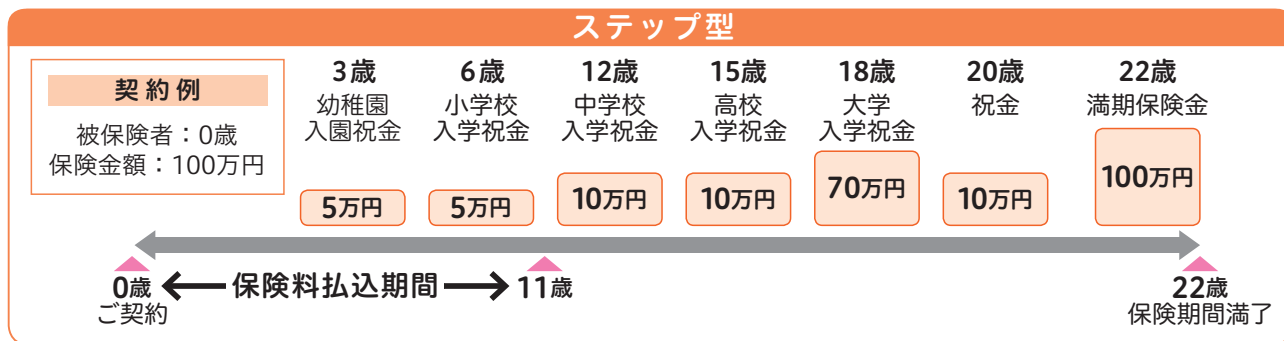 ステップ型
契約例
被保険者：0歳
保険金額：100万円
3歳
幼稚園
入園祝金
5万円
6歳
小学校
入学祝金
5万円
12歳
中学校
入学祝金
10万円
15歳
高校
入学祝金
10万円
18歳
大学
入学祝金
70万円
20歳
祝金
10万円
22歳
満期保険金
100万円
0歳
ご契約
保険料払込期間
11歳
22歳
保険期間満了